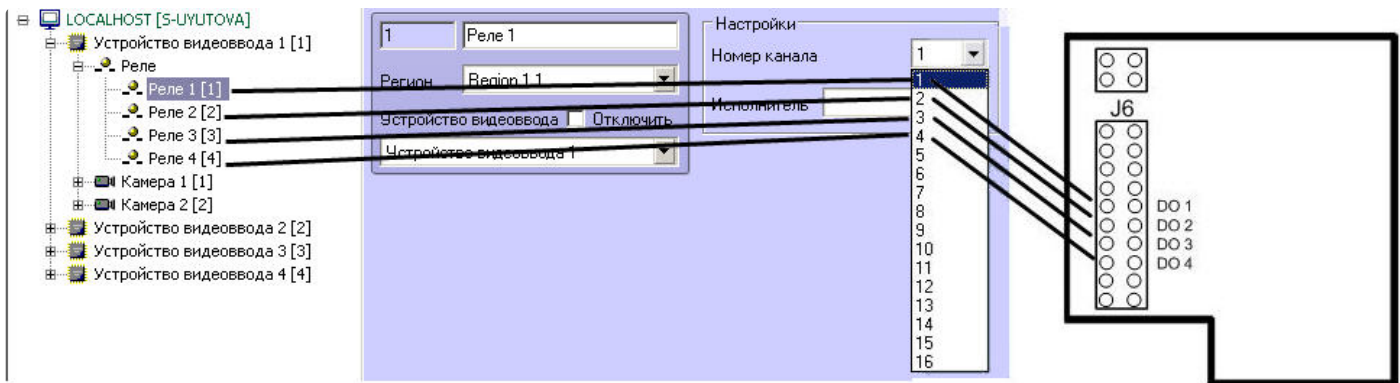 LOCALHOST [S-UYUTOVA]
Устройство видеоввода 1 [1]
Реле
Реле 1 [1]
Реле 2 [2]
Реле 3 [3]
Реле 4 [4]
Камера 1 [1]
Камера 2 [2]
Устройство видеоввода 2 [2]
Устройство видеоввода 3 [3]
Устройство видеоввода 4 [4]
1
Реле 1
Регион
Region 1.1
Устройство видеоввода
Отключить
Устройство видеоввода 1
Настройки
Номер канала
1
Исполнитель
1
2
3
4
5
6
7
8
9
10
11
12
13
14
15
16
J6
DO 1
DO 2
DO 3
DO 4